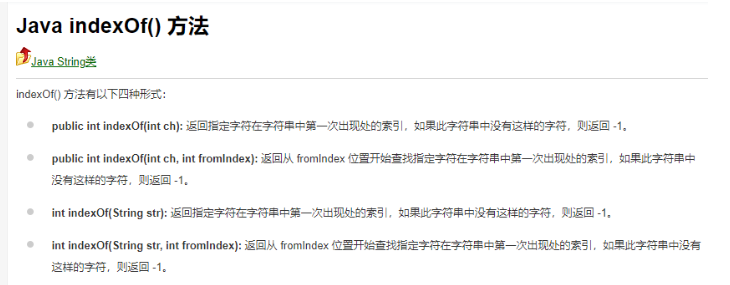 Java indexOf() 方法
Java String类
indexOf() 方法有以下四种形式：
public int indexOf(int ch): 返回指定字符在字符串中第一次出现处的索引，如果此字符串中没有这样的字符，则返回 -1。
public int indexOf(int ch, int fromIndex): 返回从 fromIndex 位置开始查找指定字符在字符串中第一次出现处的索引，如果此字符串中
没有这样的字符，则返回 -1。
int indexOf(String str): 返回指定字符在字符串中第一次出现处的索引，如果此字符串中没有这样的字符，则返回 -1。
int indexOf(String str, int fromIndex): 返回从 fromIndex 位置开始查找指定字符在字符串中第一次出现处的索引，如果此字符串中没有
这样的字符，则返回 -1。